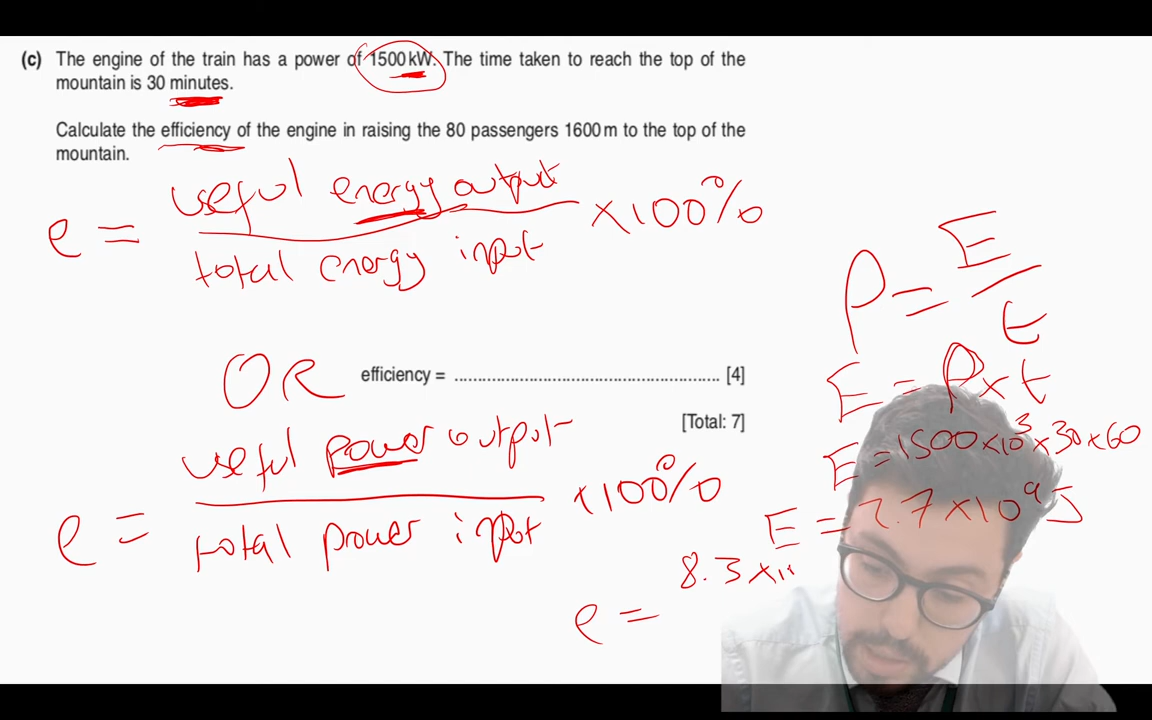 (c) The engine of the train has a power of 1500 kW. The time taken to reach the top of the
mountain is 30 minutes.
Calculate the efficiency of the engine in raising the 80 passengers 1600 m to the top of the
mountain.
e = useful energy output / total energy input × 100%
P = E / t
OR
efficiency = ........................................................... [4]
E = P × t
[Total: 7]
E = 1500 × 10³ × 30 × 60
e = useful power output / total power input × 100%
E = 2.7 × 10⁹ J
e = 8.3 ×